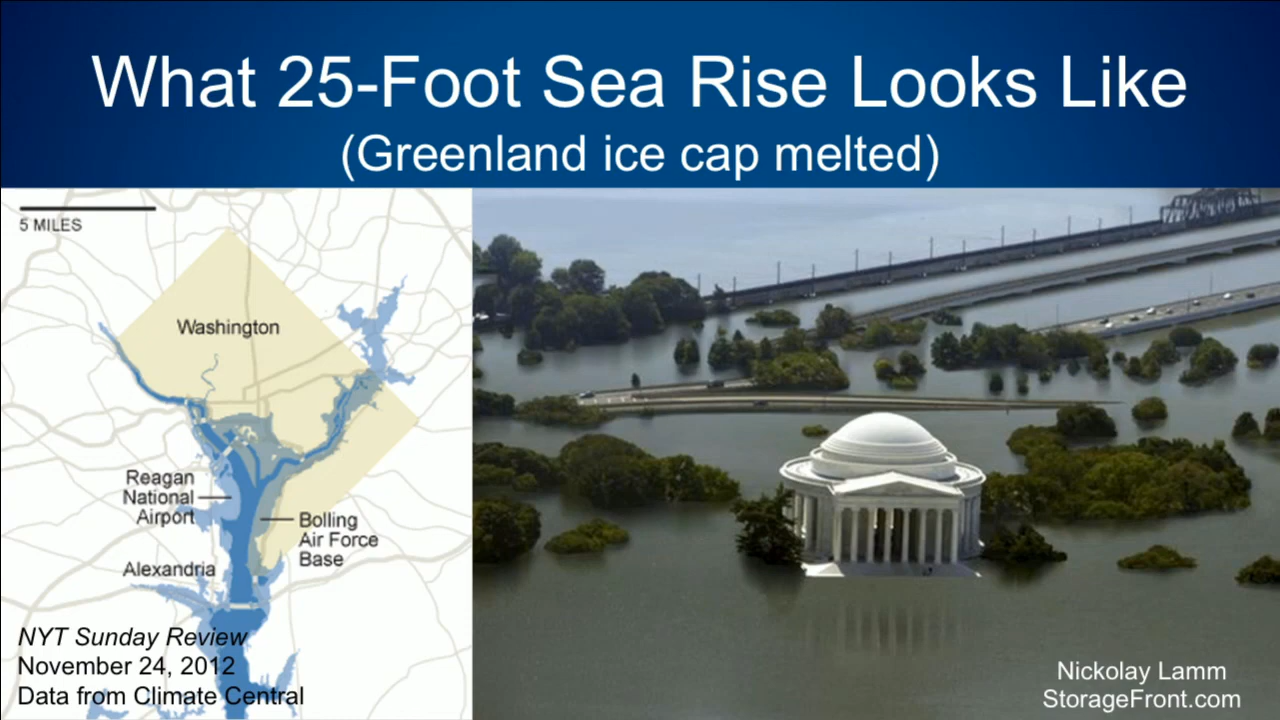 What 25-Foot Sea Rise Looks Like
(Greenland ice cap melted)
5 MILES
Washington
Reagan
National
Airport
Bolling
Air Force
Base
Alexandria
NYT Sunday Review
November 24, 2012
Data from Climate Central
Nickolay Lamm
StorageFront.com